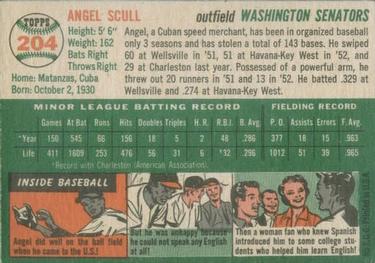 TOPPS
204
ANGEL SCULL
outfield WASHINGTON SENATORS
Height: 5' 6"
Weight: 162
Bats Right
Throws Right
Home: Matanzas, Cuba
Born: October 2, 1930
Angel, a Cuban speed merchant, has been in organized baseball
only 3 seasons and has stolen a total of 143 bases. He swiped
60 at Wellsville in '51, 51 at Havana-Key West in '52, and
29 at Charleston last year. Possessed of a powerful arm, he
threw out 20 runners in '51 and 13 in '52. He batted .329 at
Wellsville and .274 at Havana-Key West.
MINOR LEAGUE BATTING RECORD
FIELDING RECORD
Games At Bat Runs Hits Doubles Triples H.R. R.B.I. B.Avg.
P.O. Assists Errors F.Avg.
*Year 150 545 66 156 18 5 2 48 .286
377 15 15 .963
Life 411 1609 253 476 56 31 *32 .296
1012 51 39 .965
*Record with Charleston (American Association).
INSIDE BASEBALL
Angel did well on the ball field
when he came to the U.S.!
But he was unhappy because
he could not speak any English
at all!
Then a woman fan who knew Spanish
introduced him to some college stu-
dents who helped him to learn English!